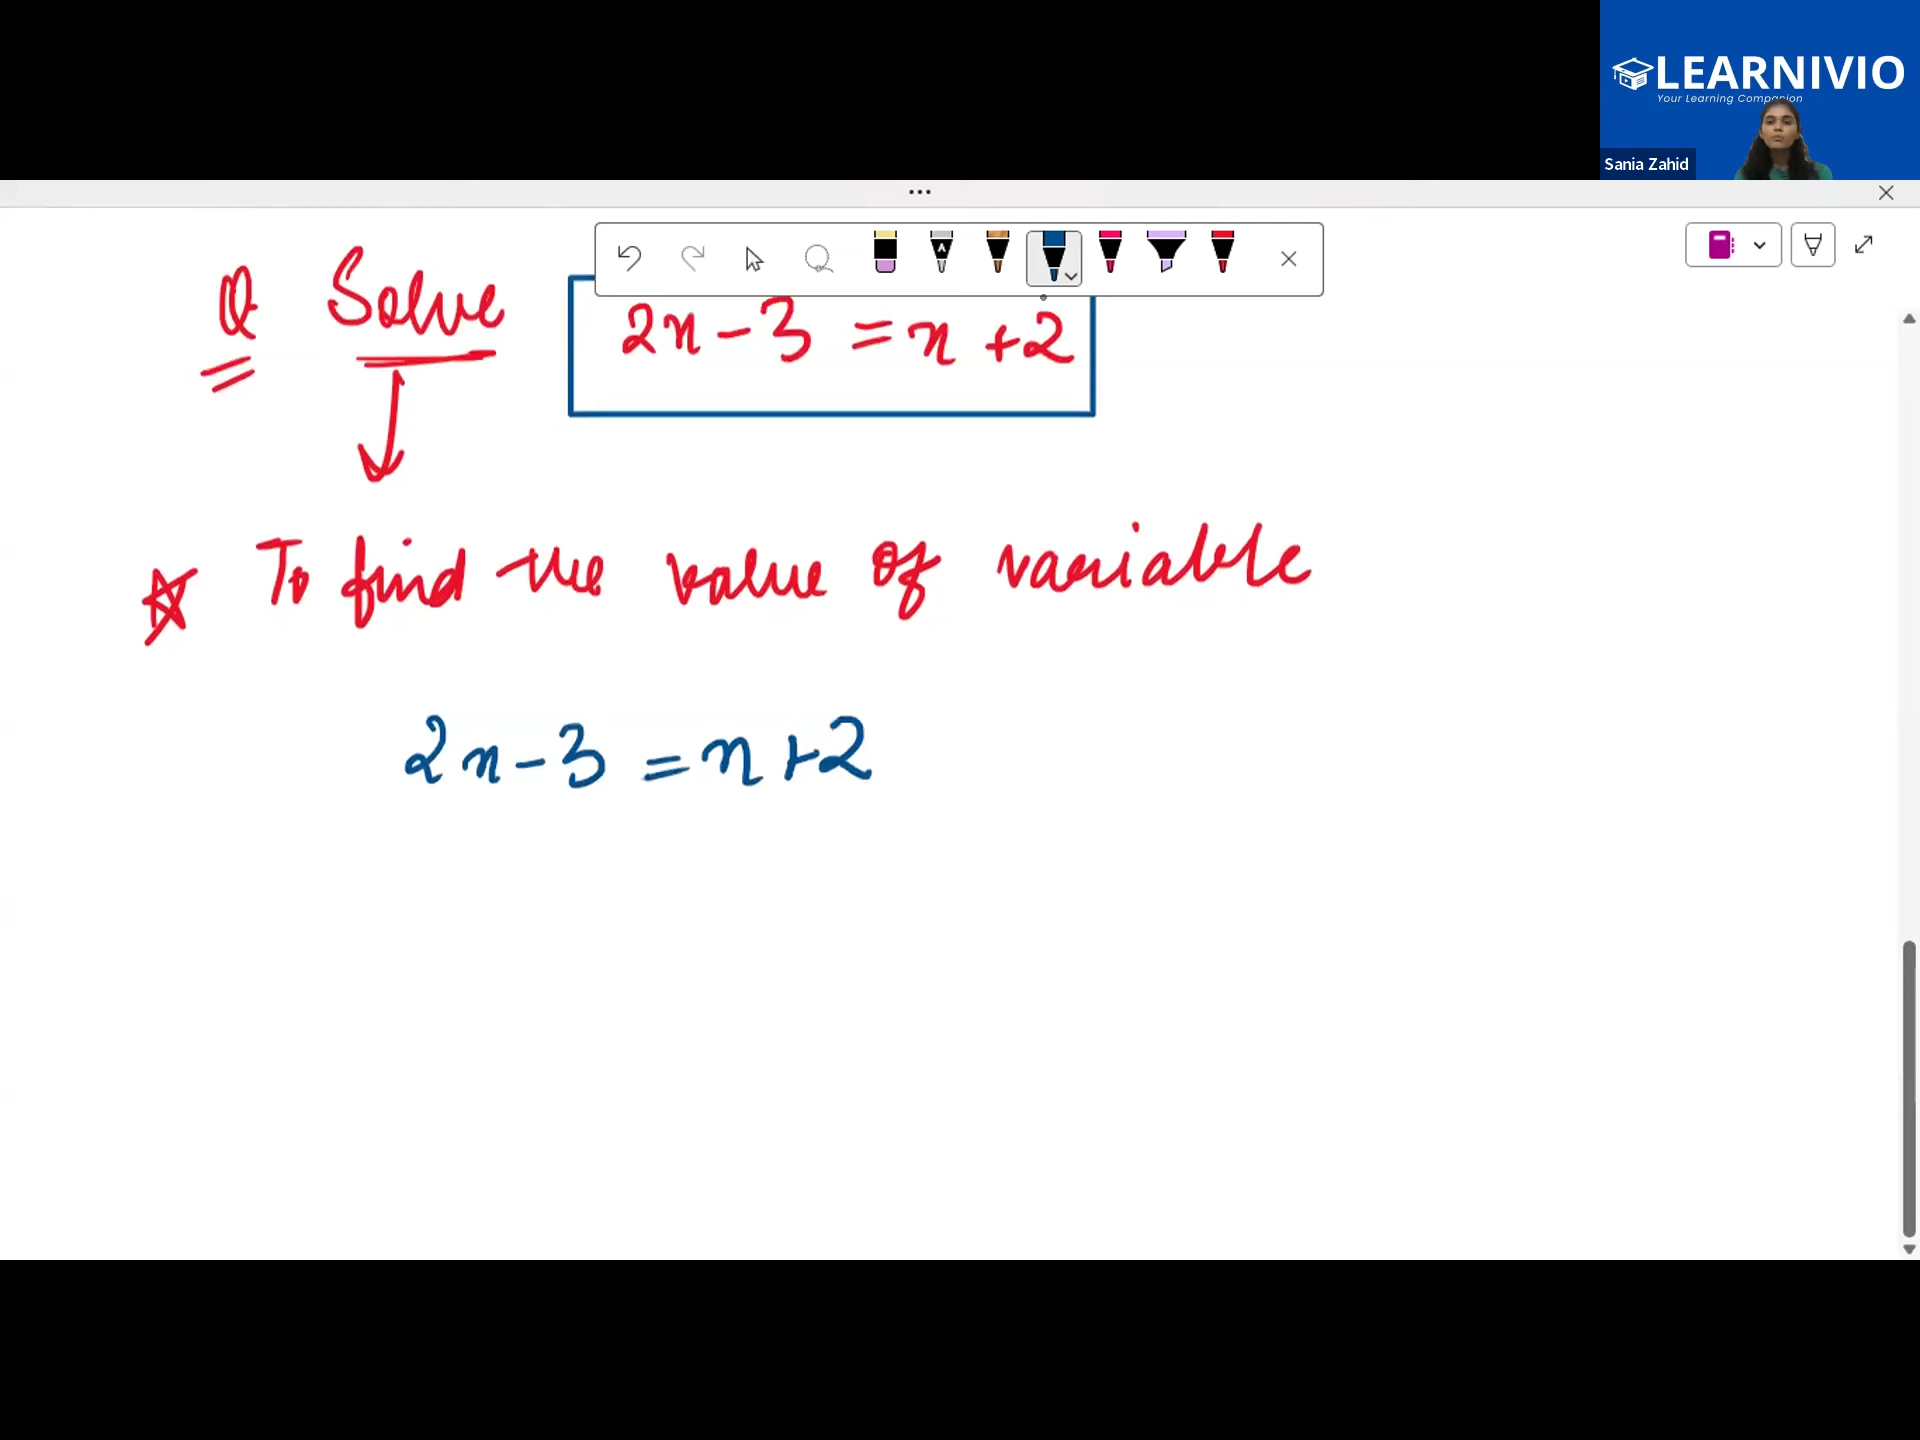 LEARNIVIO
Your Learning Companion
Sania Zahid
Q Solve 2x - 3 = x + 2
To find the value of variable
2x - 3 = x + 2